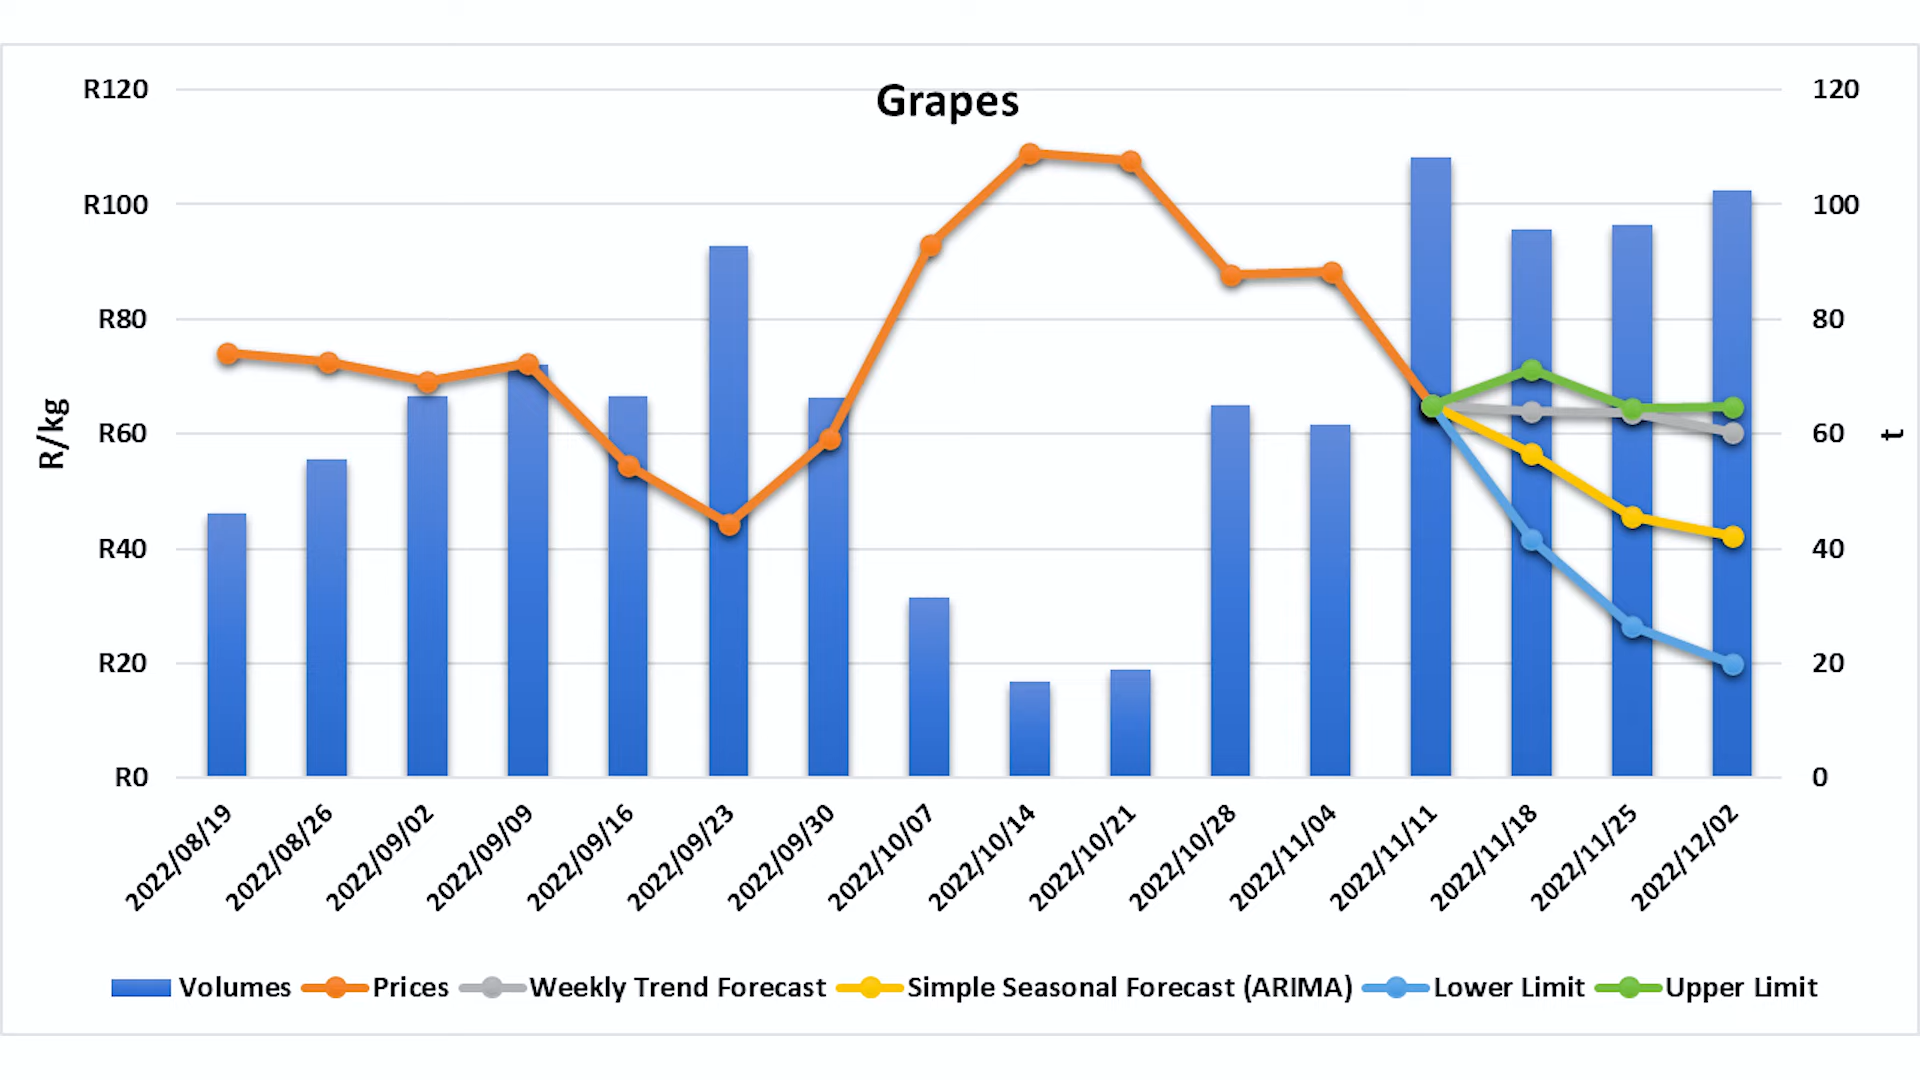 Grapes
R120
R100
R80
R60
R40
R20
R0
R/kg
120
100
80
60
40
20
0
t
2022/08/19
2022/08/26
2022/09/02
2022/09/09
2022/09/16
2022/09/23
2022/09/30
2022/10/07
2022/10/14
2022/10/21
2022/10/28
2022/11/04
2022/11/11
2022/11/18
2022/11/25
2022/12/02
Volumes Prices Weekly Trend Forecast Simple Seasonal Forecast (ARIMA) Lower Limit Upper Limit